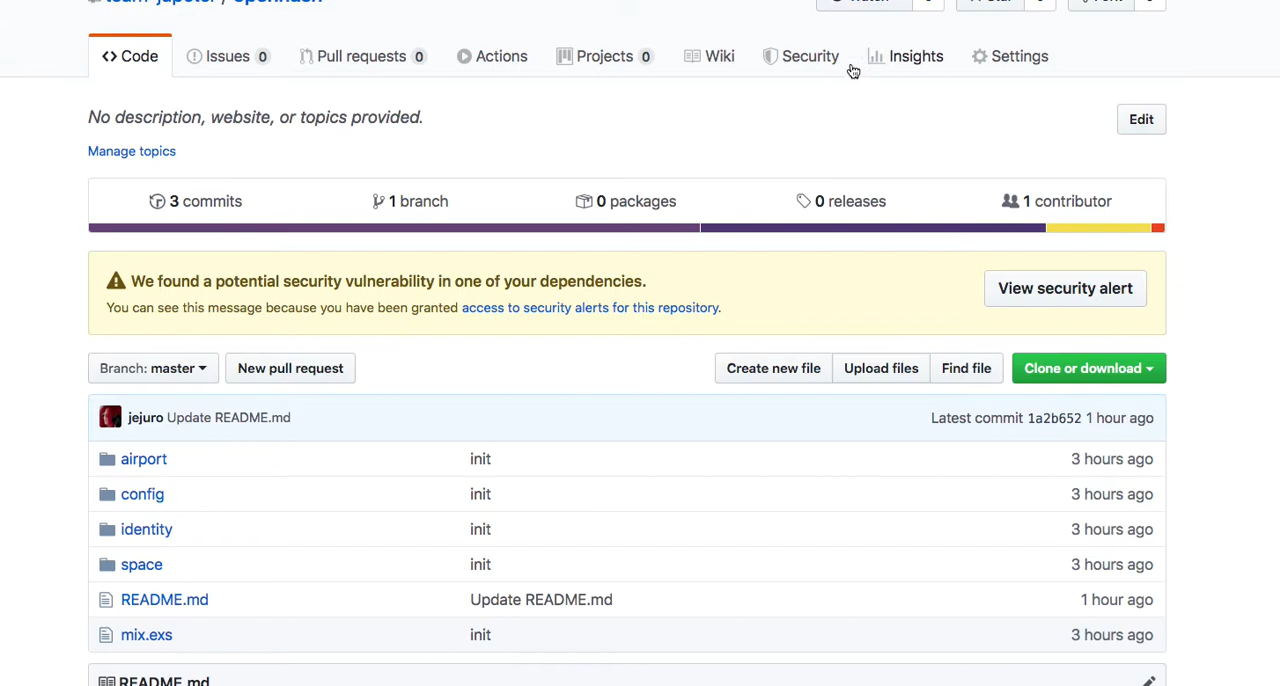 Code Issues 0 Pull requests 0 Actions Projects 0 Wiki Security Insights Settings
No description, website, or topics provided.
Edit
Manage topics
3 commits 1 branch 0 packages 0 releases 1 contributor
We found a potential security vulnerability in one of your dependencies.
You can see this message because you have been granted access to security alerts for this repository.
View security alert
Branch: master New pull request Create new file Upload files Find file Clone or download
jejuro Update README.md Latest commit 1a2b652 1 hour ago
airport init 3 hours ago
config init 3 hours ago
identity init 3 hours ago
space init 3 hours ago
README.md Update README.md 1 hour ago
mix.exs init 3 hours ago
README.md